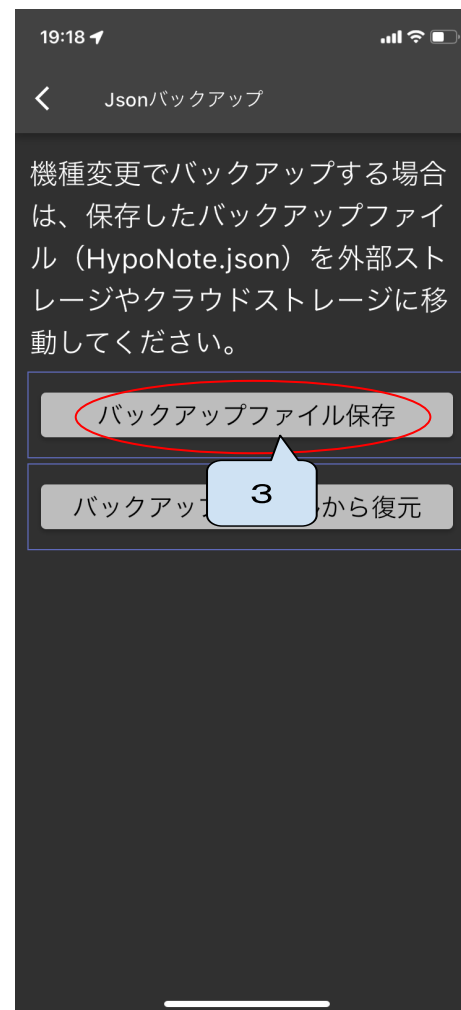 19:18
Jsonバックアップ
機種変更でバックアップする場合
は、保存したバックアップファイ
ル（HypoNote.json）を外部スト
レージやクラウドストレージに移
動してください。
バックアップファイル保存
3
バックアップ から復元